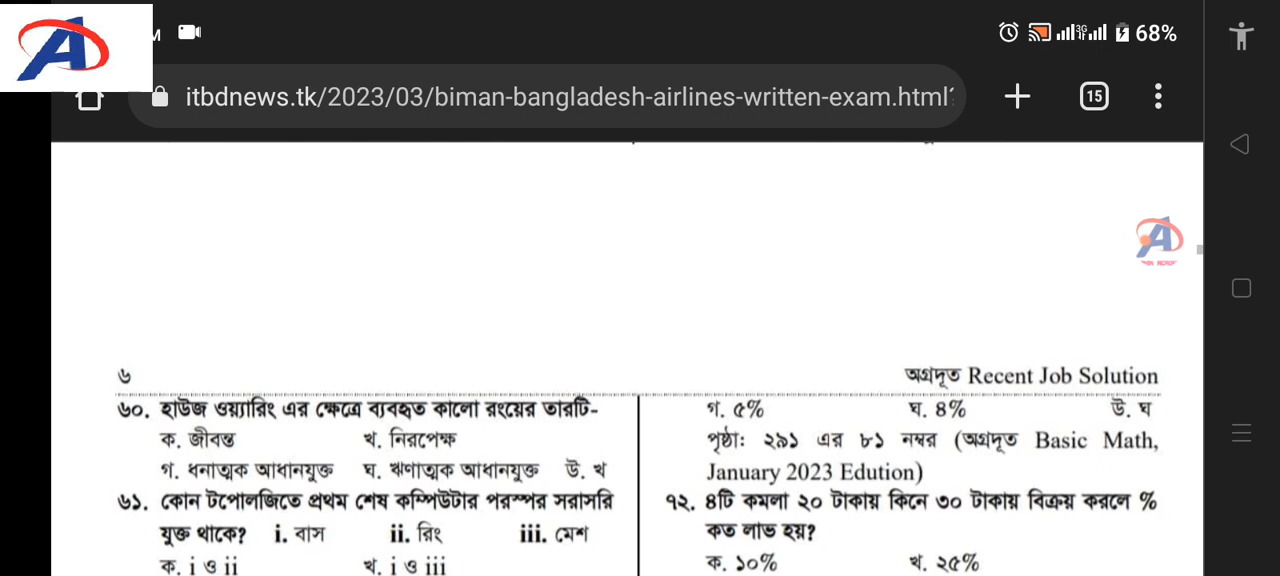 M
3G
68%
itbdnews.tk/2023/03/biman-bangladesh-airlines-written-exam.html?
15
৬
অগ্রদূত Recent Job Solution
৬০. হাউজ ওয়্যারিং এর ক্ষেত্রে ব্যবহৃত কালো রংয়ের তারটি-
ক. জীবন্ত খ. নিরপেক্ষ
গ. ধনাত্মক আধানযুক্ত ঘ. ঋণাত্মক আধানযুক্ত উ. খ
৬১. কোন টপোলজিতে প্রথম শেষ কম্পিউটার পরস্পর সরাসরি
যুক্ত থাকে? i. বাস ii. রিং iii. মেশ
ক. i ও ii খ. i ও iii
গ. ৫% ঘ. ৪% উ. ঘ
পৃষ্ঠা: ২৯১ এর ৮১ নম্বর (অগ্রদূত Basic Math,
January 2023 Edution)
৭২. ৪টি কমলা ২০ টাকায় কিনে ৩০ টাকায় বিক্রয় করলে %
কত লাভ হয়?
ক. ১০% খ. ২৫%